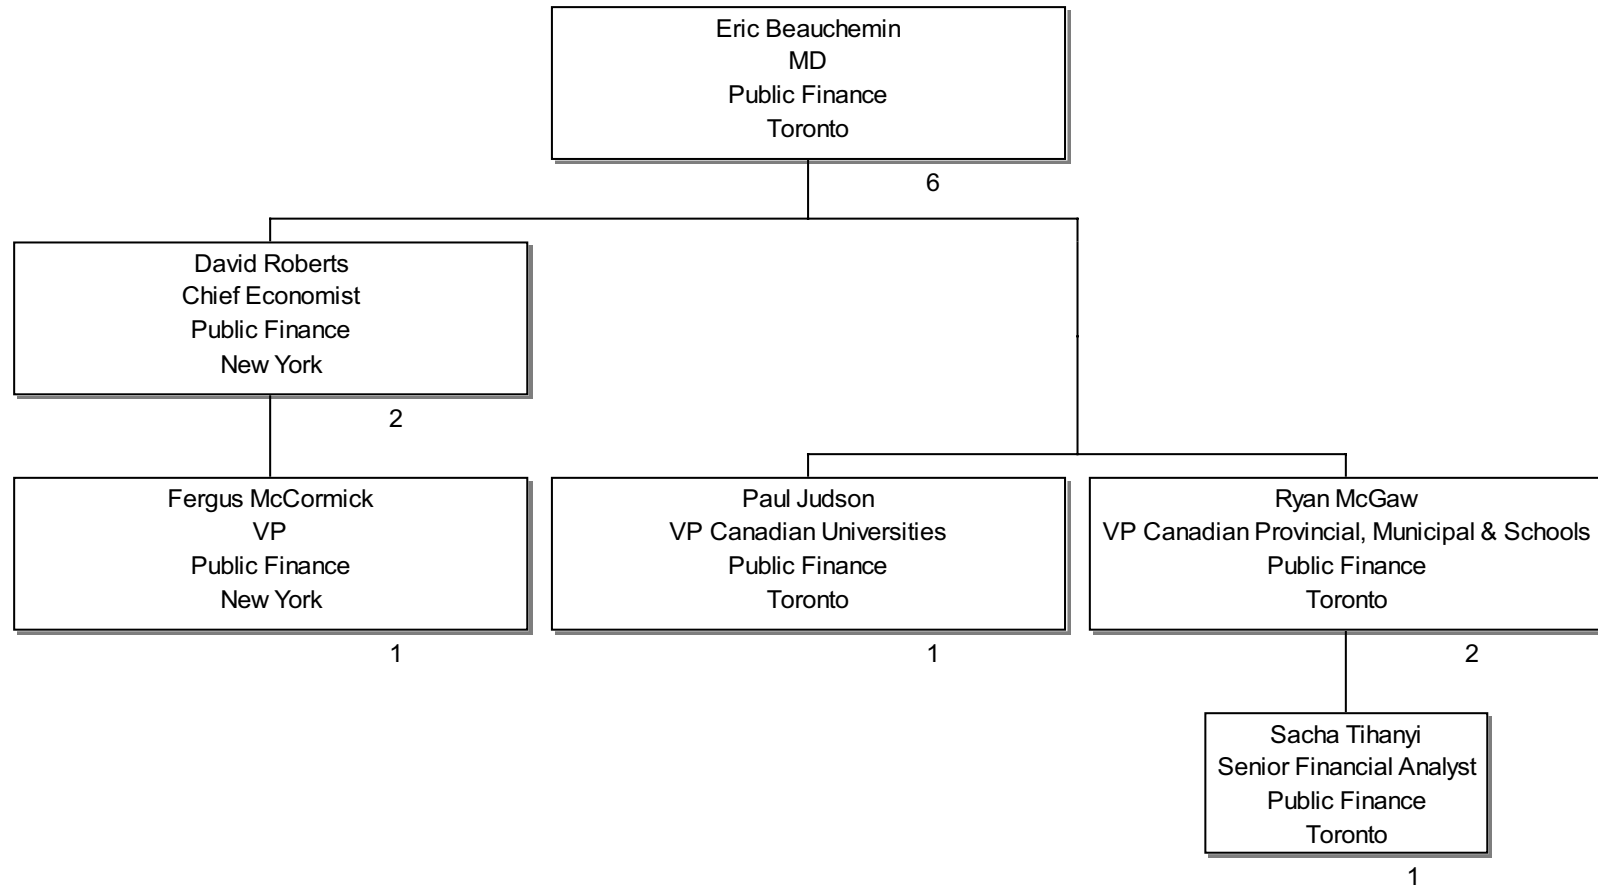 Eric Beauchemin
MD
Public Finance
Toronto
6
David Roberts
Chief Economist
Public Finance
New York
2
Fergus McCormick
VP
Public Finance
New York
1
Paul Judson
VP Canadian Universities
Public Finance
Toronto
1
Ryan McGaw
VP Canadian Provincial, Municipal & Schools
Public Finance
Toronto
2
Sacha Tihanyi
Senior Financial Analyst
Public Finance
Toronto
1